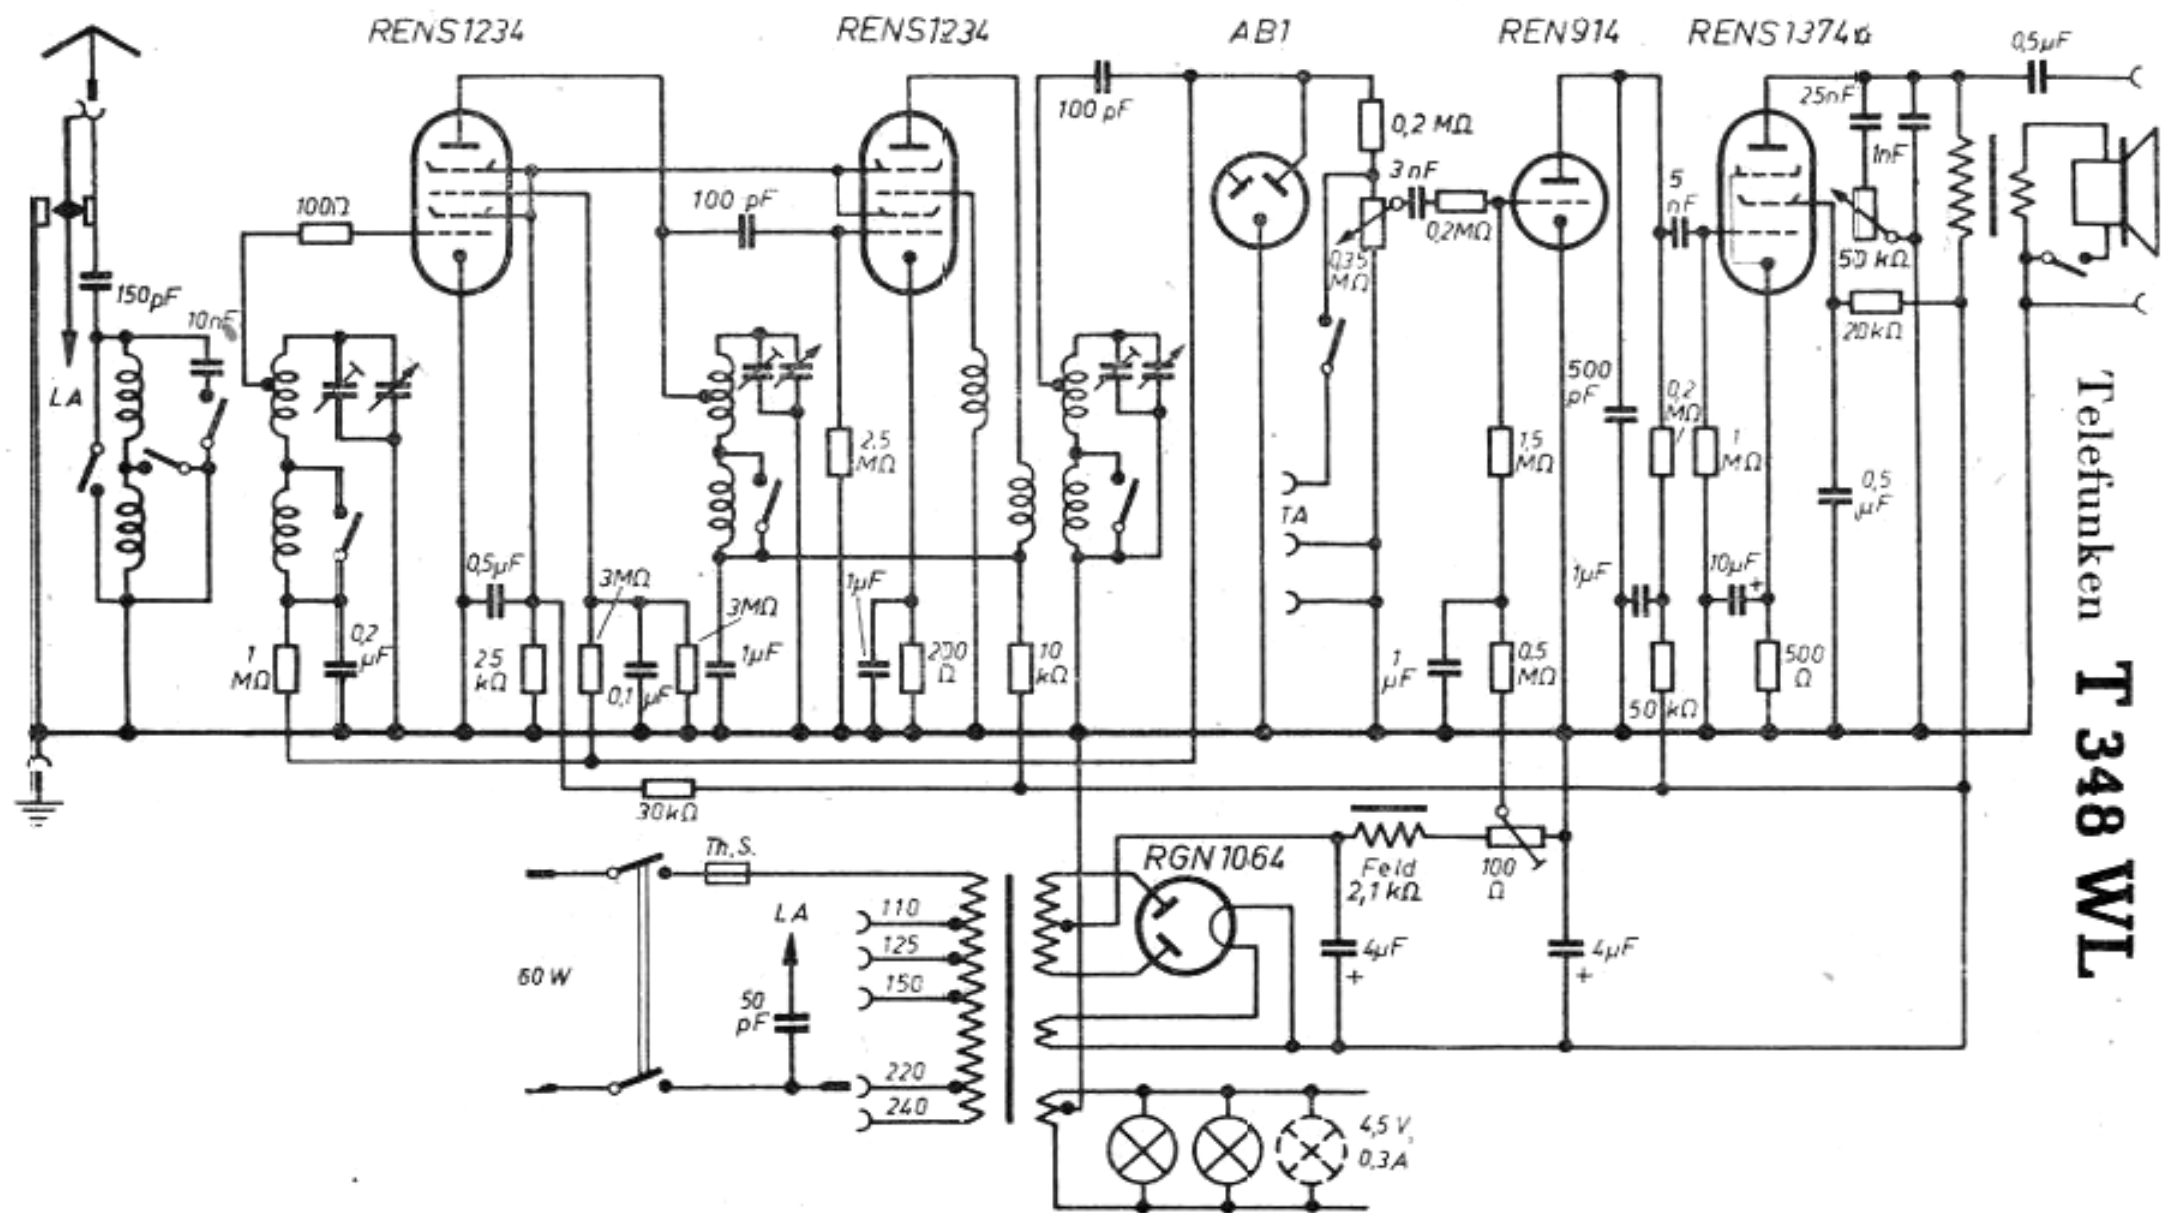 RENS1234
RENS1234
AB1
REN914
RENS1374
0,5µF
100 pF
0,2 MΩ
25nF
1nF
3 nF
100Ω
100 pF
0,2MΩ
5
nF
0,35
MΩ
50 kΩ
150pF
10nF
20kΩ
LA
500
pF
0,2
MΩ
2,5
MΩ
1,5
MΩ
1
MΩ
0,5
µF
TA
0,5µF
3MΩ
3MΩ
1µF
1µF
10µF
+
1
MΩ
0,2
µF
25
kΩ
0,1 µF
1µF
200
Ω
10
kΩ
1
µF
0,5
MΩ
50 kΩ
500
Ω
30kΩ
Th.S.
RGN1064
Feld
2,1 kΩ
100
Ω
LA
110
125
150
60W
50
pF
4µF
+
4µF
+
220
240
4,5 V,
0,3A
Telefunken T 348 WL